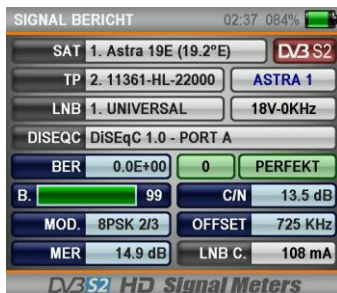 SIGNAL BERICHT 02:37 084%
SAT 1. Astra 19E (19.2°E) DVB S2
TP 2. 11361-HL-22000 ASTRA 1
LNB 1. UNIVERSAL 18V-0KHz
DISEQC DiSEqC 1.0 - PORT A
BER 0.0E+00 0 PERFEKT
B. 99 C/N 13.5 dB
MOD. 8PSK 2/3 OFFSET 725 KHz
MER 14.9 dB LNB C. 108 mA
DVB S2 HD Signal Meters